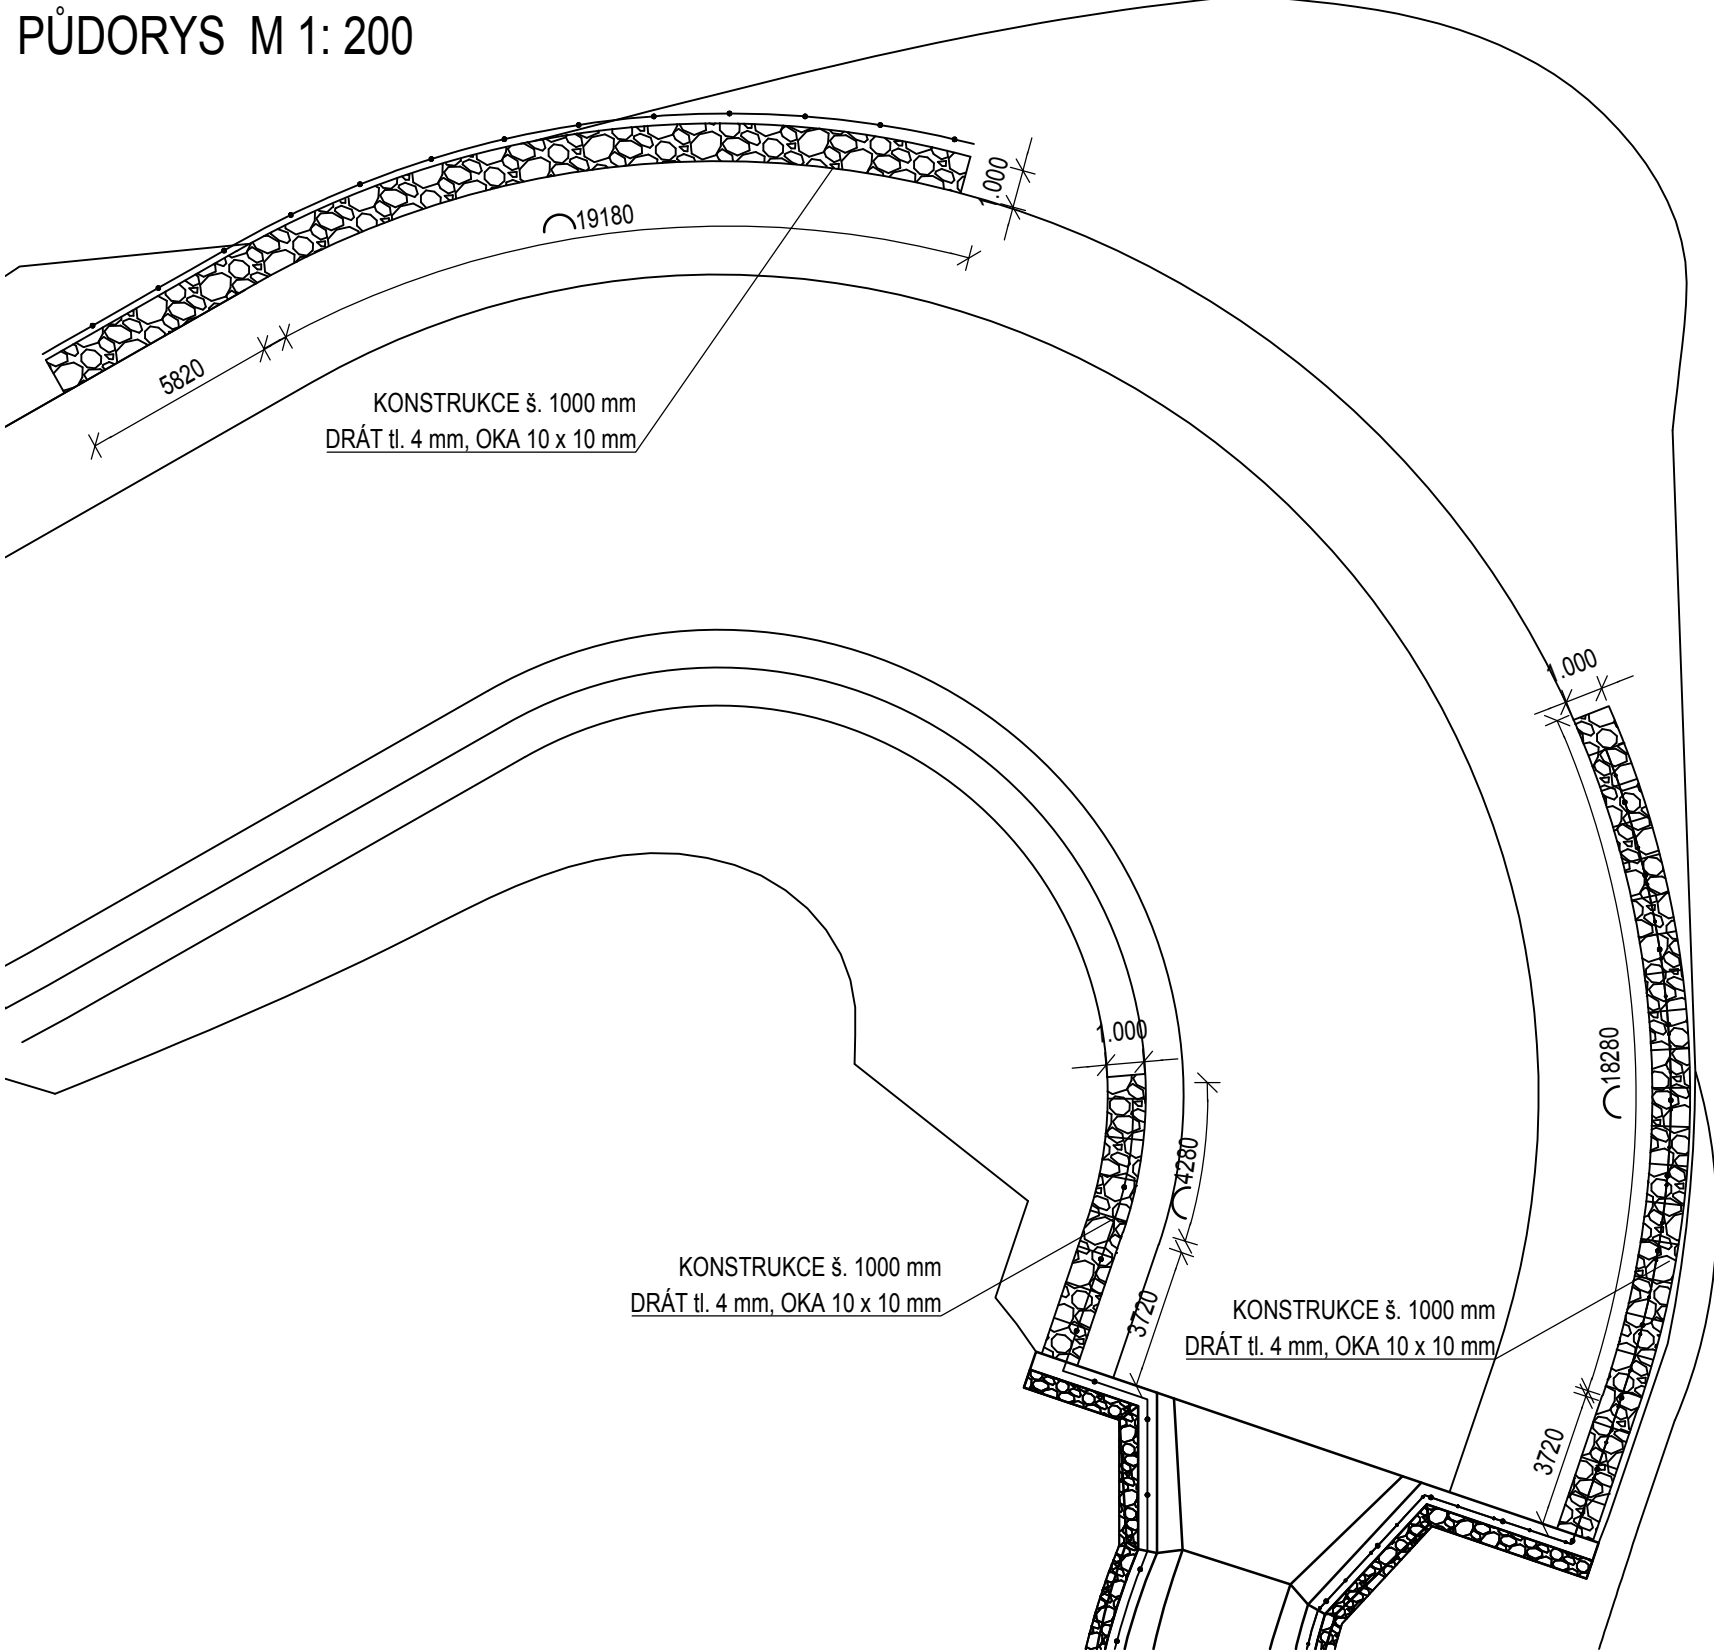 PŮDORYS M 1: 200
1.000
19180
5820
KONSTRUKCE š. 1000 mm
DRÁT tl. 4 mm, OKA 10 x 10 mm
1.000
1.000
18280
4280
KONSTRUKCE š. 1000 mm
DRÁT tl. 4 mm, OKA 10 x 10 mm
3720
KONSTRUKCE š. 1000 mm
DRÁT tl. 4 mm, OKA 10 x 10 mm
3720